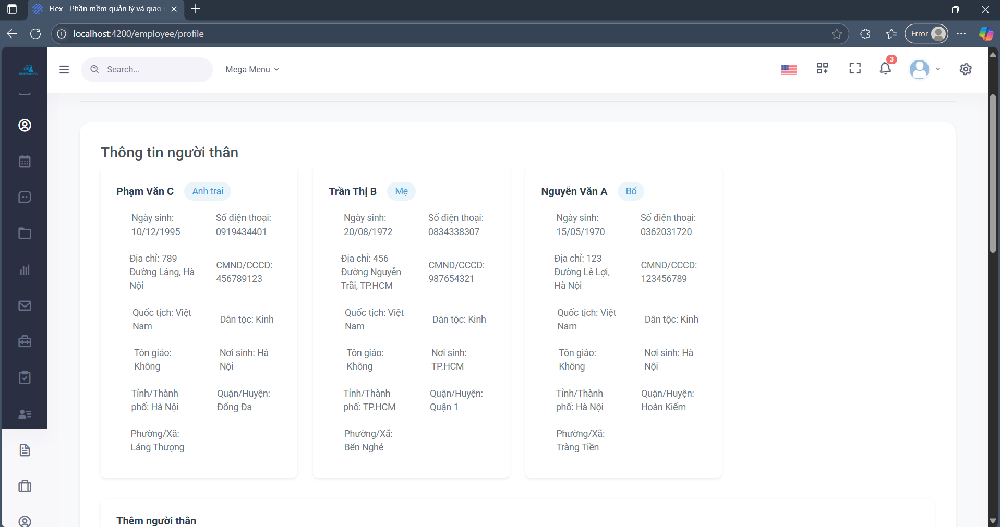 Flex - Phần mềm quản lý và giao
localhost:4200/employee/profile
Error
Search...
Mega Menu
3
Thông tin người thân
Phạm Văn C
Anh trai
Ngày sinh:
10/12/1995
Số điện thoại:
0919434401
Địa chỉ: 789
Đường Láng, Hà
Nội
CMND/CCCD:
456789123
Quốc tịch: Việt
Nam
Dân tộc: Kinh
Tôn giáo:
Không
Nơi sinh: Hà
Nội
Tỉnh/Thành
phố: Hà Nội
Quận/Huyện:
Đống Đa
Phường/Xã:
Láng Thượng
Trần Thị B
Mẹ
Ngày sinh:
20/08/1972
Số điện thoại:
0834338307
Địa chỉ: 456
Đường Nguyễn
Trãi, TP.HCM
CMND/CCCD:
987654321
Quốc tịch: Việt
Nam
Dân tộc: Kinh
Tôn giáo:
Không
Nơi sinh:
TP.HCM
Tỉnh/Thành
phố: TP.HCM
Quận/Huyện:
Quận 1
Phường/Xã:
Bến Nghé
Nguyễn Văn A
Bố
Ngày sinh:
15/05/1970
Số điện thoại:
0362031720
Địa chỉ: 123
Đường Lê Lợi,
Hà Nội
CMND/CCCD:
123456789
Quốc tịch: Việt
Nam
Dân tộc: Kinh
Tôn giáo:
Không
Nơi sinh: Hà
Nội
Tỉnh/Thành
phố: Hà Nội
Quận/Huyện:
Hoàn Kiếm
Phường/Xã:
Tràng Tiền
Thêm người thân